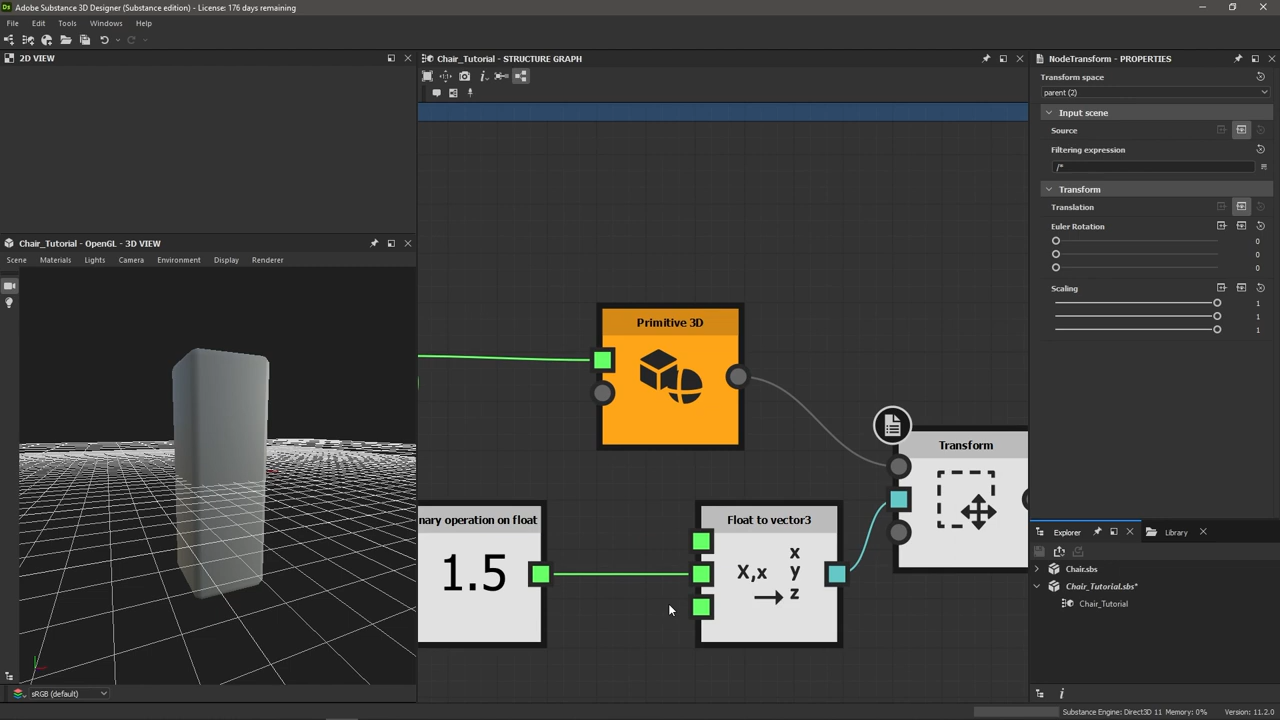 Ds Adobe Substance 3D Designer (Substance edition) - License: 176 days remaining
File Edit Tools Windows Help
2D VIEW
Chair_Tutorial - OpenGL - 3D VIEW
Scene Materials Lights Camera Environment Display Renderer
sRGB (default)
Chair_Tutorial - STRUCTURE GRAPH
Primitive 3D
Transform
nary operation on float
1.5
Float to vector3
X,x
x
y
z
NodeTransform - PROPERTIES
Transform space
parent (2)
Input scene
Source
Filtering expression
/*
Transform
Translation
Euler Rotation
0
0
0
Scaling
1
1
1
Explorer
Library
Chair.sbs
Chair_Tutorial.sbs*
Chair_Tutorial
Substance Engine: Direct3D 11 Memory: 0% Version: 11.2.0